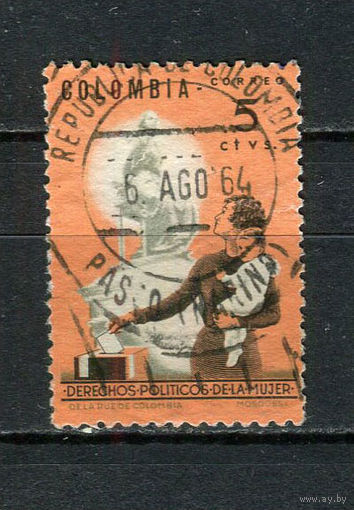 COLOMBIA - CORREO
5
ctvs.
REPUBLICA DE COLOMBIA
6. AGO 64
· DERECHOS · POLITICOS · DE · LA · MUJER ·
DE LA RUE DE COLOMBIA
www.ay.by